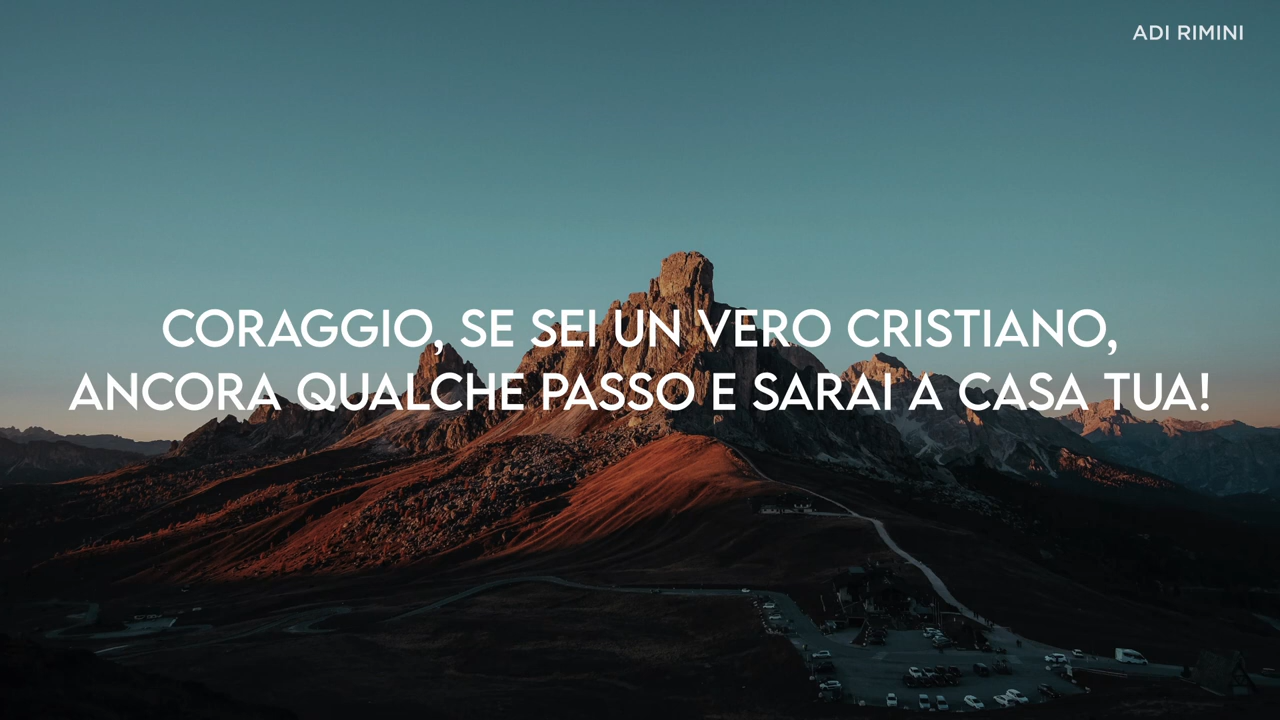 ADI RIMINI
CORAGGIO, SE SEI UN VERO CRISTIANO,
ANCORA QUALCHE PASSO E SARAI A CASA TUA!